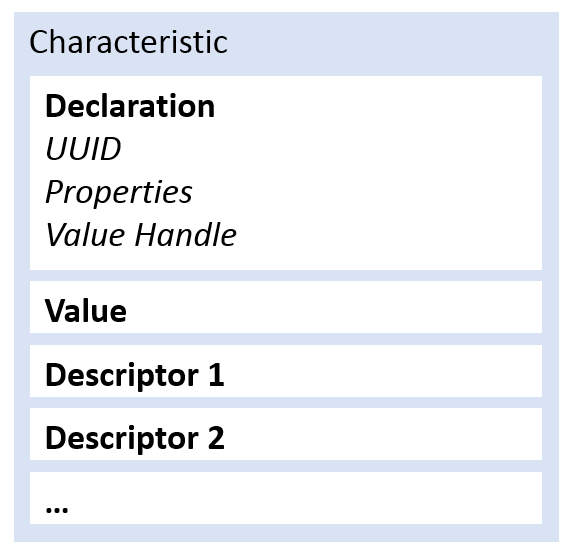 Characteristic
Declaration
UUID
Properties
Value Handle
Value
Descriptor 1
Descriptor 2
...